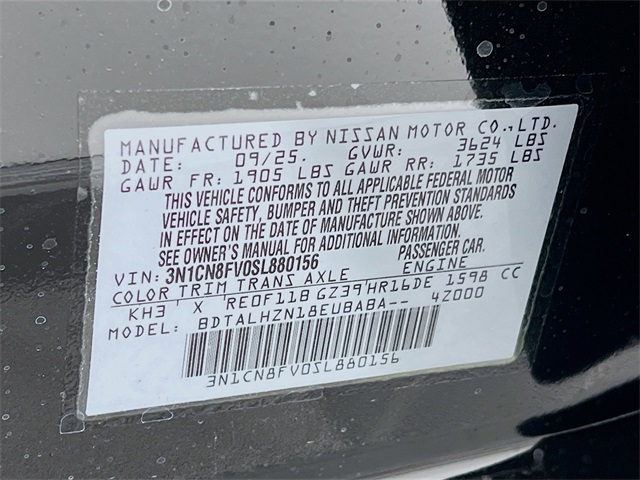 MANUFACTURED BY NISSAN MOTOR CO.,LTD.
DATE: 09/25. GVWR: 3624 LBS
GAWR FR: 1905 LBS GAWR RR: 1735 LBS
THIS VEHICLE CONFORMS TO ALL APPLICABLE FEDERAL MOTOR
VEHICLE SAFETY, BUMPER AND THEFT PREVENTION STANDARDS
IN EFFECT ON THE DATE OF MANUFACTURE SHOWN ABOVE.
SEE OWNER'S MANUAL FOR ADDITIONAL INFORMATION.
VIN: 3N1CN8FV0SL880156 PASSENGER CAR.
COLOR TRIM TRANS AXLE ENGINE
KH3 X RE0F11B GZ39 HR16DE 1598 CC
MODEL: BDTALHZN18EUBABA-- 42000
3N1CN8FV0SL880156